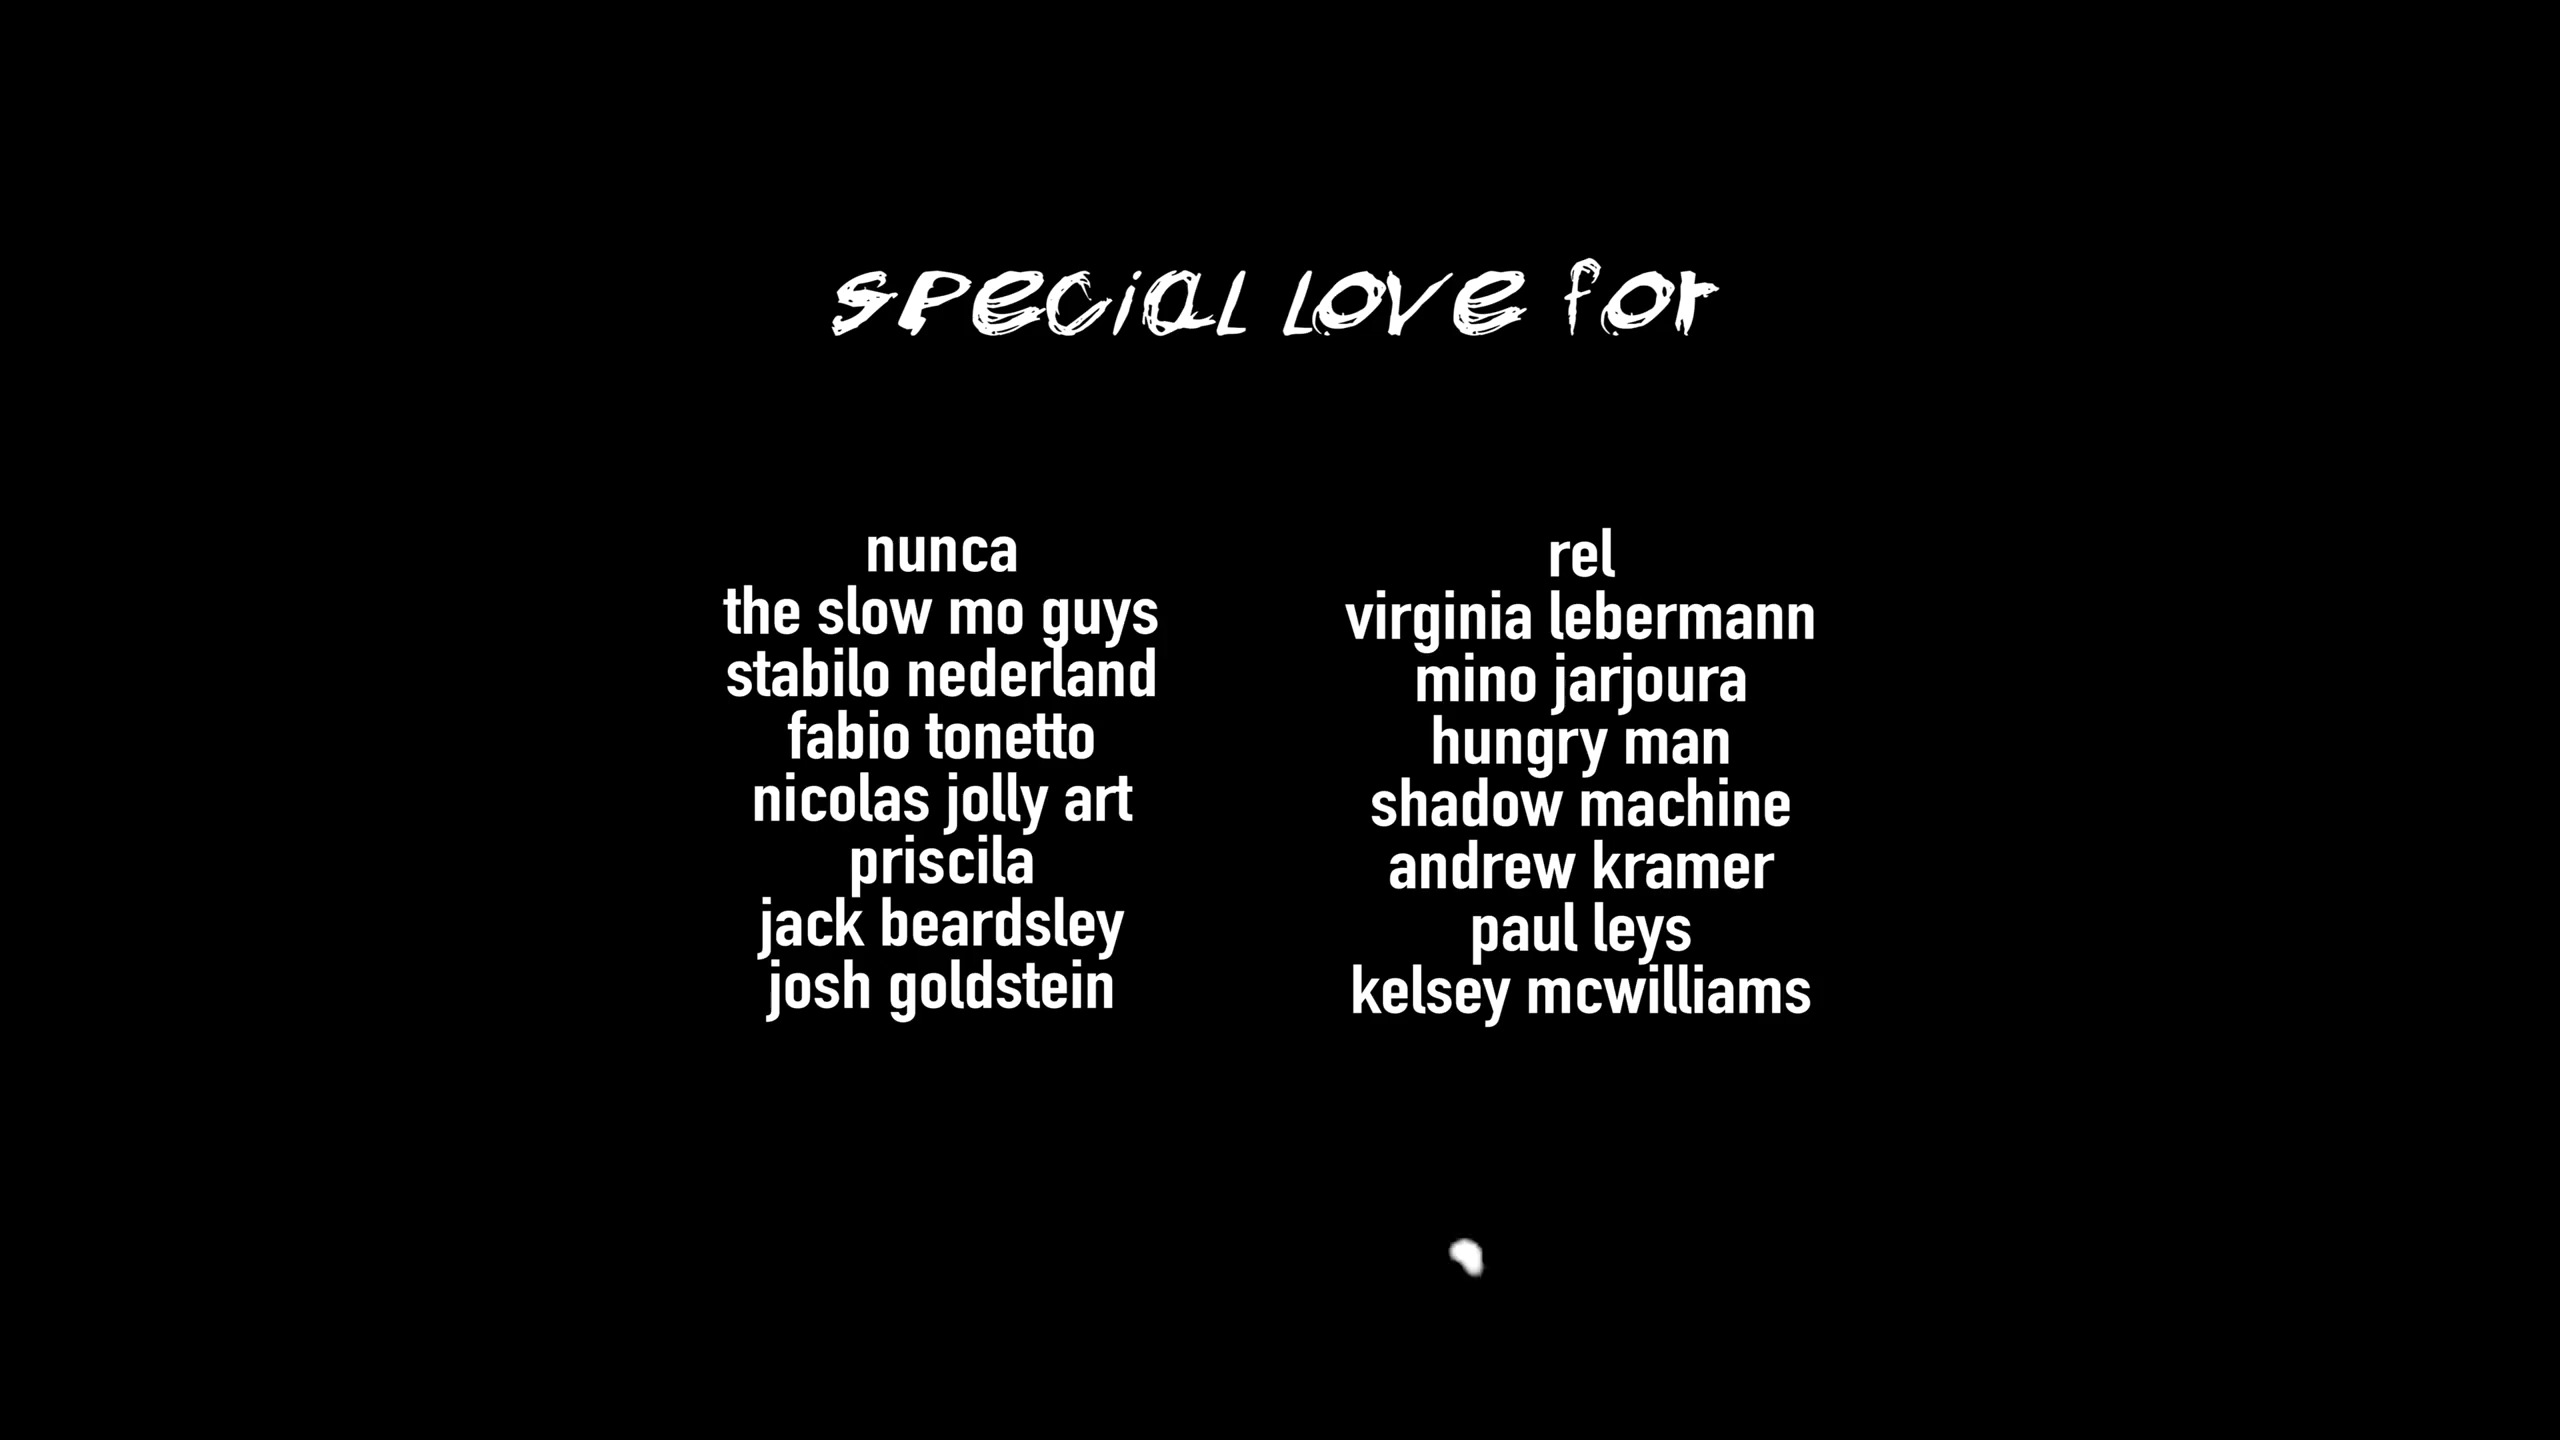 special love for
nunca
the slow mo guys
stabilo nederland
fabio tonetto
nicolas jolly art
priscila
jack beardsley
josh goldstein
rel
virginia lebermann
mino jarjoura
hungry man
shadow machine
andrew kramer
paul leys
kelsey mcwilliams